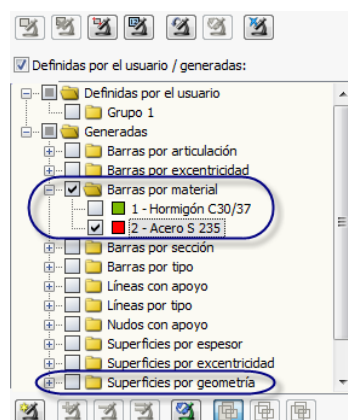 Definidas por el usuario / generadas:
Definidas por el usuario
Grupo 1
Generadas
Barras por articulación
Barras por excentricidad
Barras por material
1 - Hormigón C30/37
2 - Acero S 235
Barras por sección
Barras por tipo
Líneas con apoyo
Líneas por tipo
Nudos con apoyo
Superficies por espesor
Superficies por excentricidad
Superficies por geometría